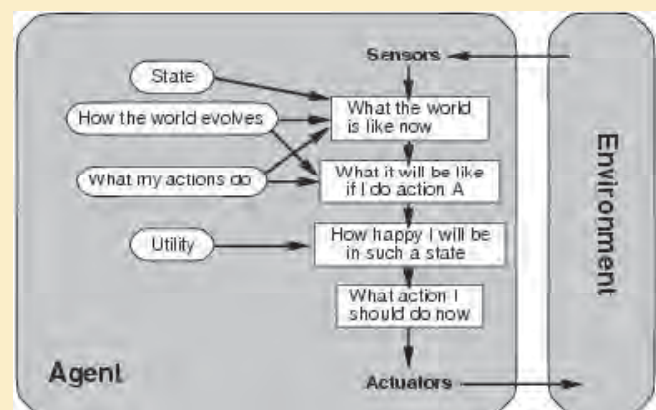 Sensors
State
What the world
is like now
How the world evolves
What my actions do
What it will be like
if I do action A
Utility
How happy I will be
in such a state
What action I
should do now
Agent
Actuators
Environment